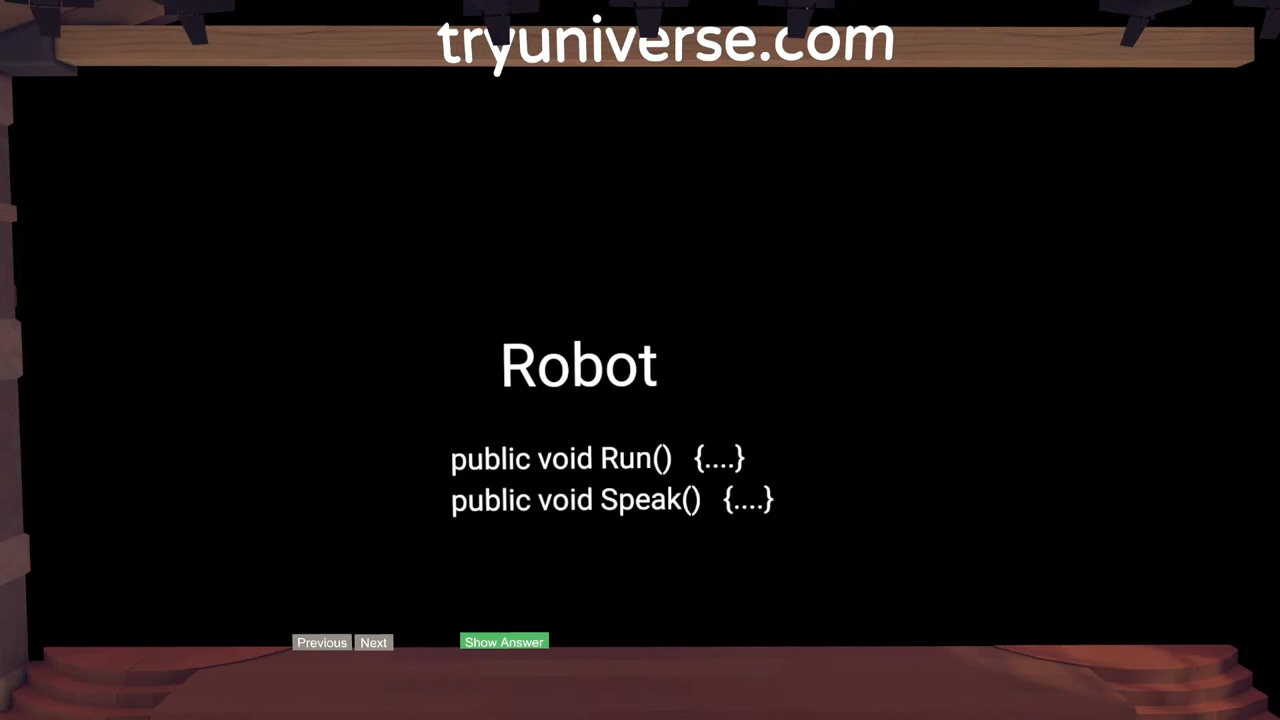 tryuniverse.com
Robot
public void Run() {....}
public void Speak() {....}
Previous Next Show Answer